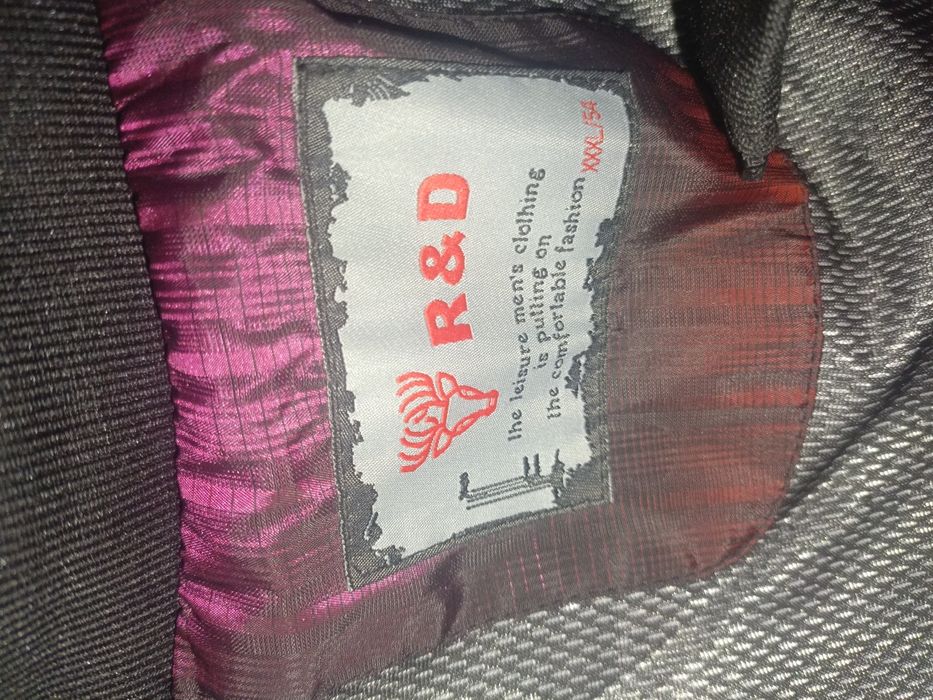 R&D
the leisure men's clothing
is putting on
the comfortable fashion
XXXL/54